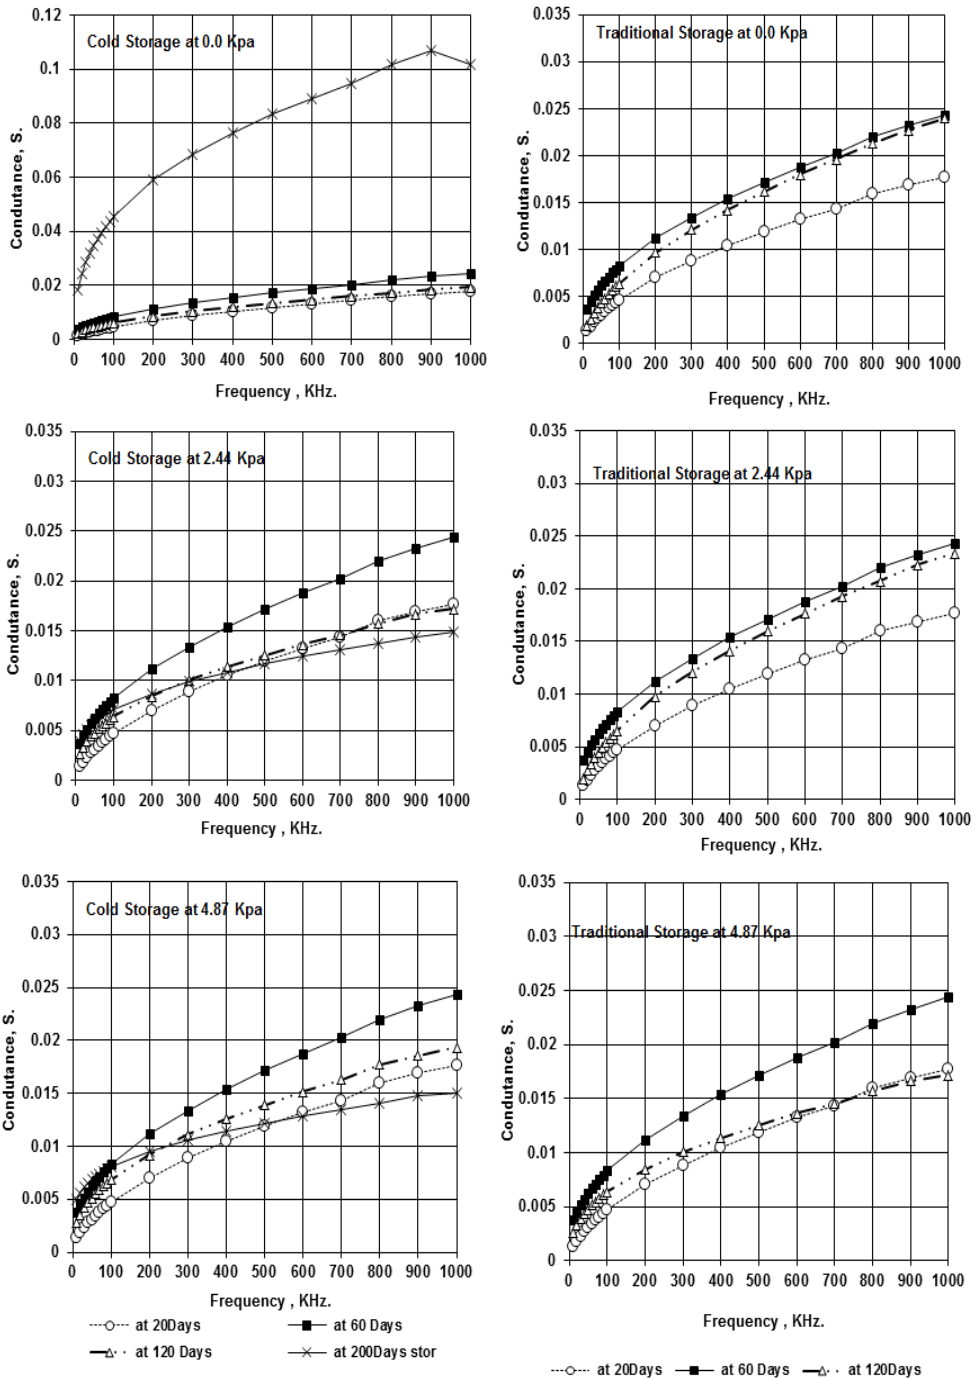 Cold Storage at 0.0 Kpa
Condutance, S.
0.12
0.1
0.08
0.06
0.04
0.02
0
0 100 200 300 400 500 600 700 800 900 1000
Frequency , KHz.
Traditional Storage at 0.0 Kpa
Condutance, S.
0.035
0.03
0.025
0.02
0.015
0.01
0.005
0
0 100 200 300 400 500 600 700 800 900 1000
Frequency , KHz.
Cold Storage at 2.44 Kpa
Condutance, S.
0.035
0.03
0.025
0.02
0.015
0.01
0.005
0
0 100 200 300 400 500 600 700 800 900 1000
Frequency , KHz.
Traditional Storage at 2.44 Kpa
Condutance, S.
0.035
0.03
0.025
0.02
0.015
0.01
0.005
0
0 100 200 300 400 500 600 700 800 900 1000
Frequency , KHz.
Cold Storage at 4.87 Kpa
Condutance, S.
0.035
0.03
0.025
0.02
0.015
0.01
0.005
0
0 100 200 300 400 500 600 700 800 900 1000
Frequency , KHz.
at 20Days at 60 Days
at 120 Days at 200Days stor
Traditional Storage at 4.87 Kpa
Condutance, S.
0.035
0.03
0.025
0.02
0.015
0.01
0.005
0
0 100 200 300 400 500 600 700 800 900 1000
Frequency , KHz.
at 20Days at 60 Days at 120Days